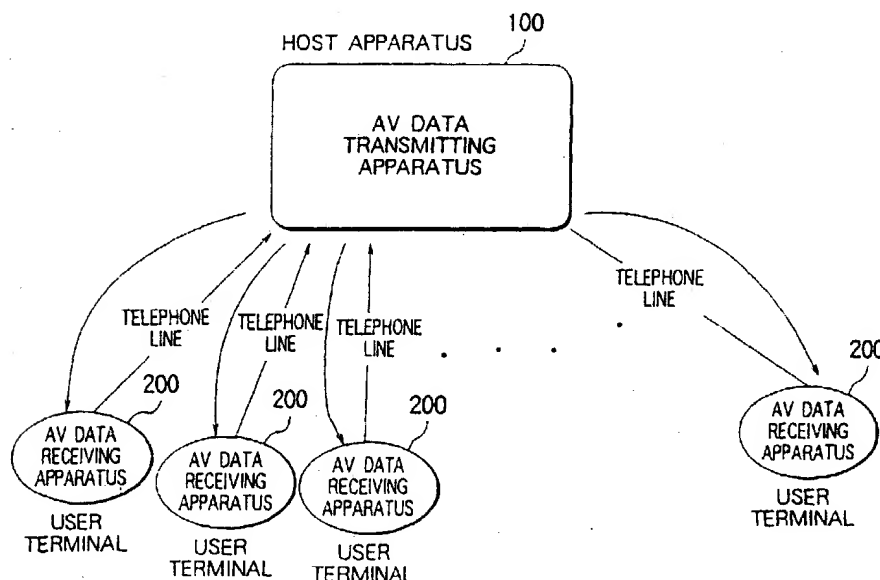 100
HOST APPARATUS
AV DATA
TRANSMITTING
APPARATUS
TELEPHONE
LINE
TELEPHONE
LINE
TELEPHONE
LINE
TELEPHONE
LINE
200
AV DATA
RECEIVING
APPARATUS
USER
TERMINAL
200
AV DATA
RECEIVING
APPARATUS
USER
TERMINAL
200
AV DATA
RECEIVING
APPARATUS
USER
TERMINAL
200
AV DATA
RECEIVING
APPARATUS
USER
TERMINAL